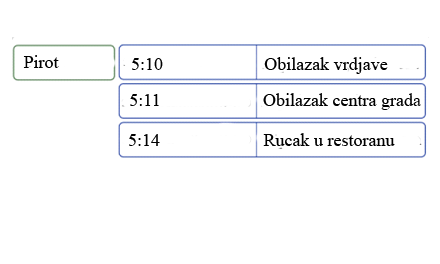 Pirot 5:10 Obilazak vrdjave
5:11 Obilazak centra grada
5:14 Rucak u restoranu